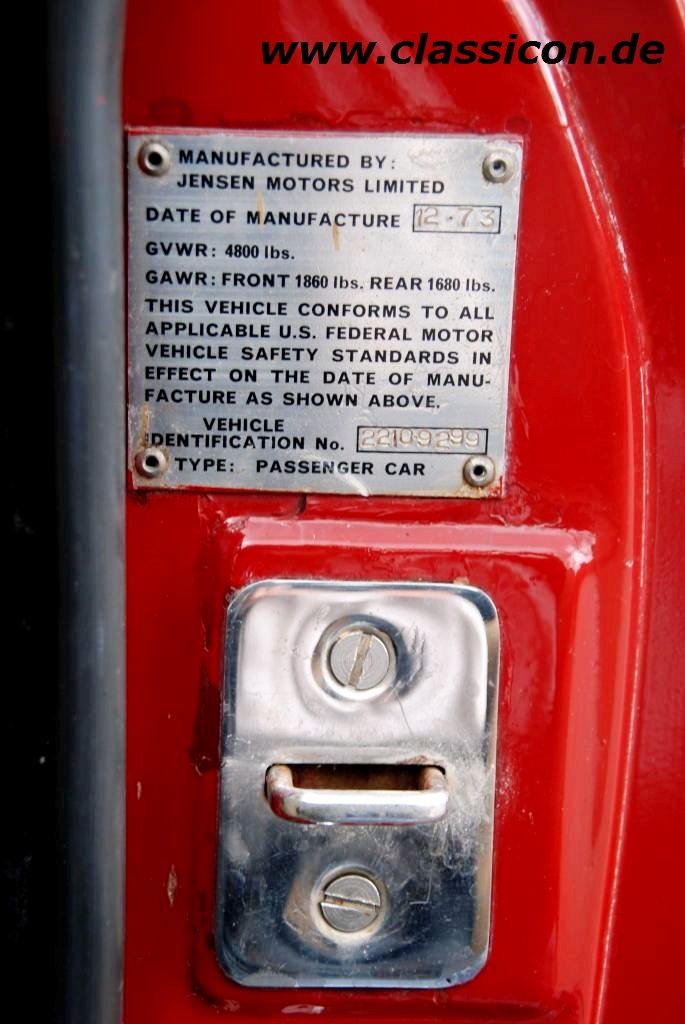 www.classicon.de
MANUFACTURED BY:
JENSEN MOTORS LIMITED
DATE OF MANUFACTURE 12-73
GVWR: 4800 lbs.
GAWR: FRONT 1860 lbs. REAR 1680 lbs.
THIS VEHICLE CONFORMS TO ALL
APPLICABLE U.S. FEDERAL MOTOR
VEHICLE SAFETY STANDARDS IN
EFFECT ON THE DATE OF MANU-
FACTURE AS SHOWN ABOVE.
VEHICLE
IDENTIFICATION No. 2210-9299
TYPE: PASSENGER CAR